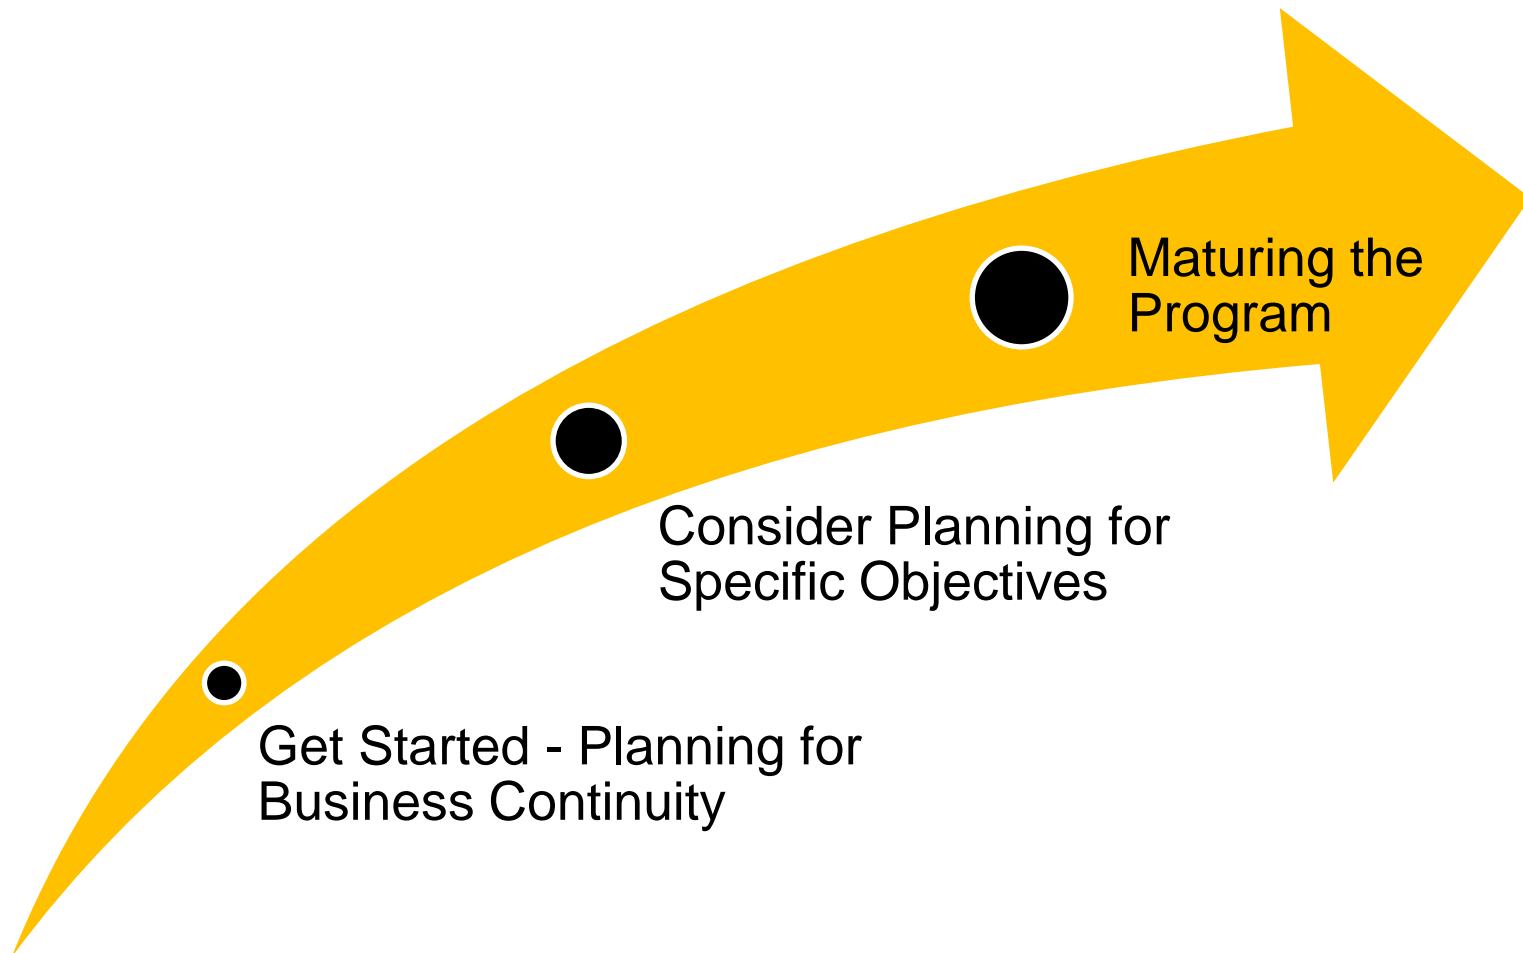 Maturing the
Program
Consider Planning for
Specific Objectives
Get Started - Planning for
Business Continuity